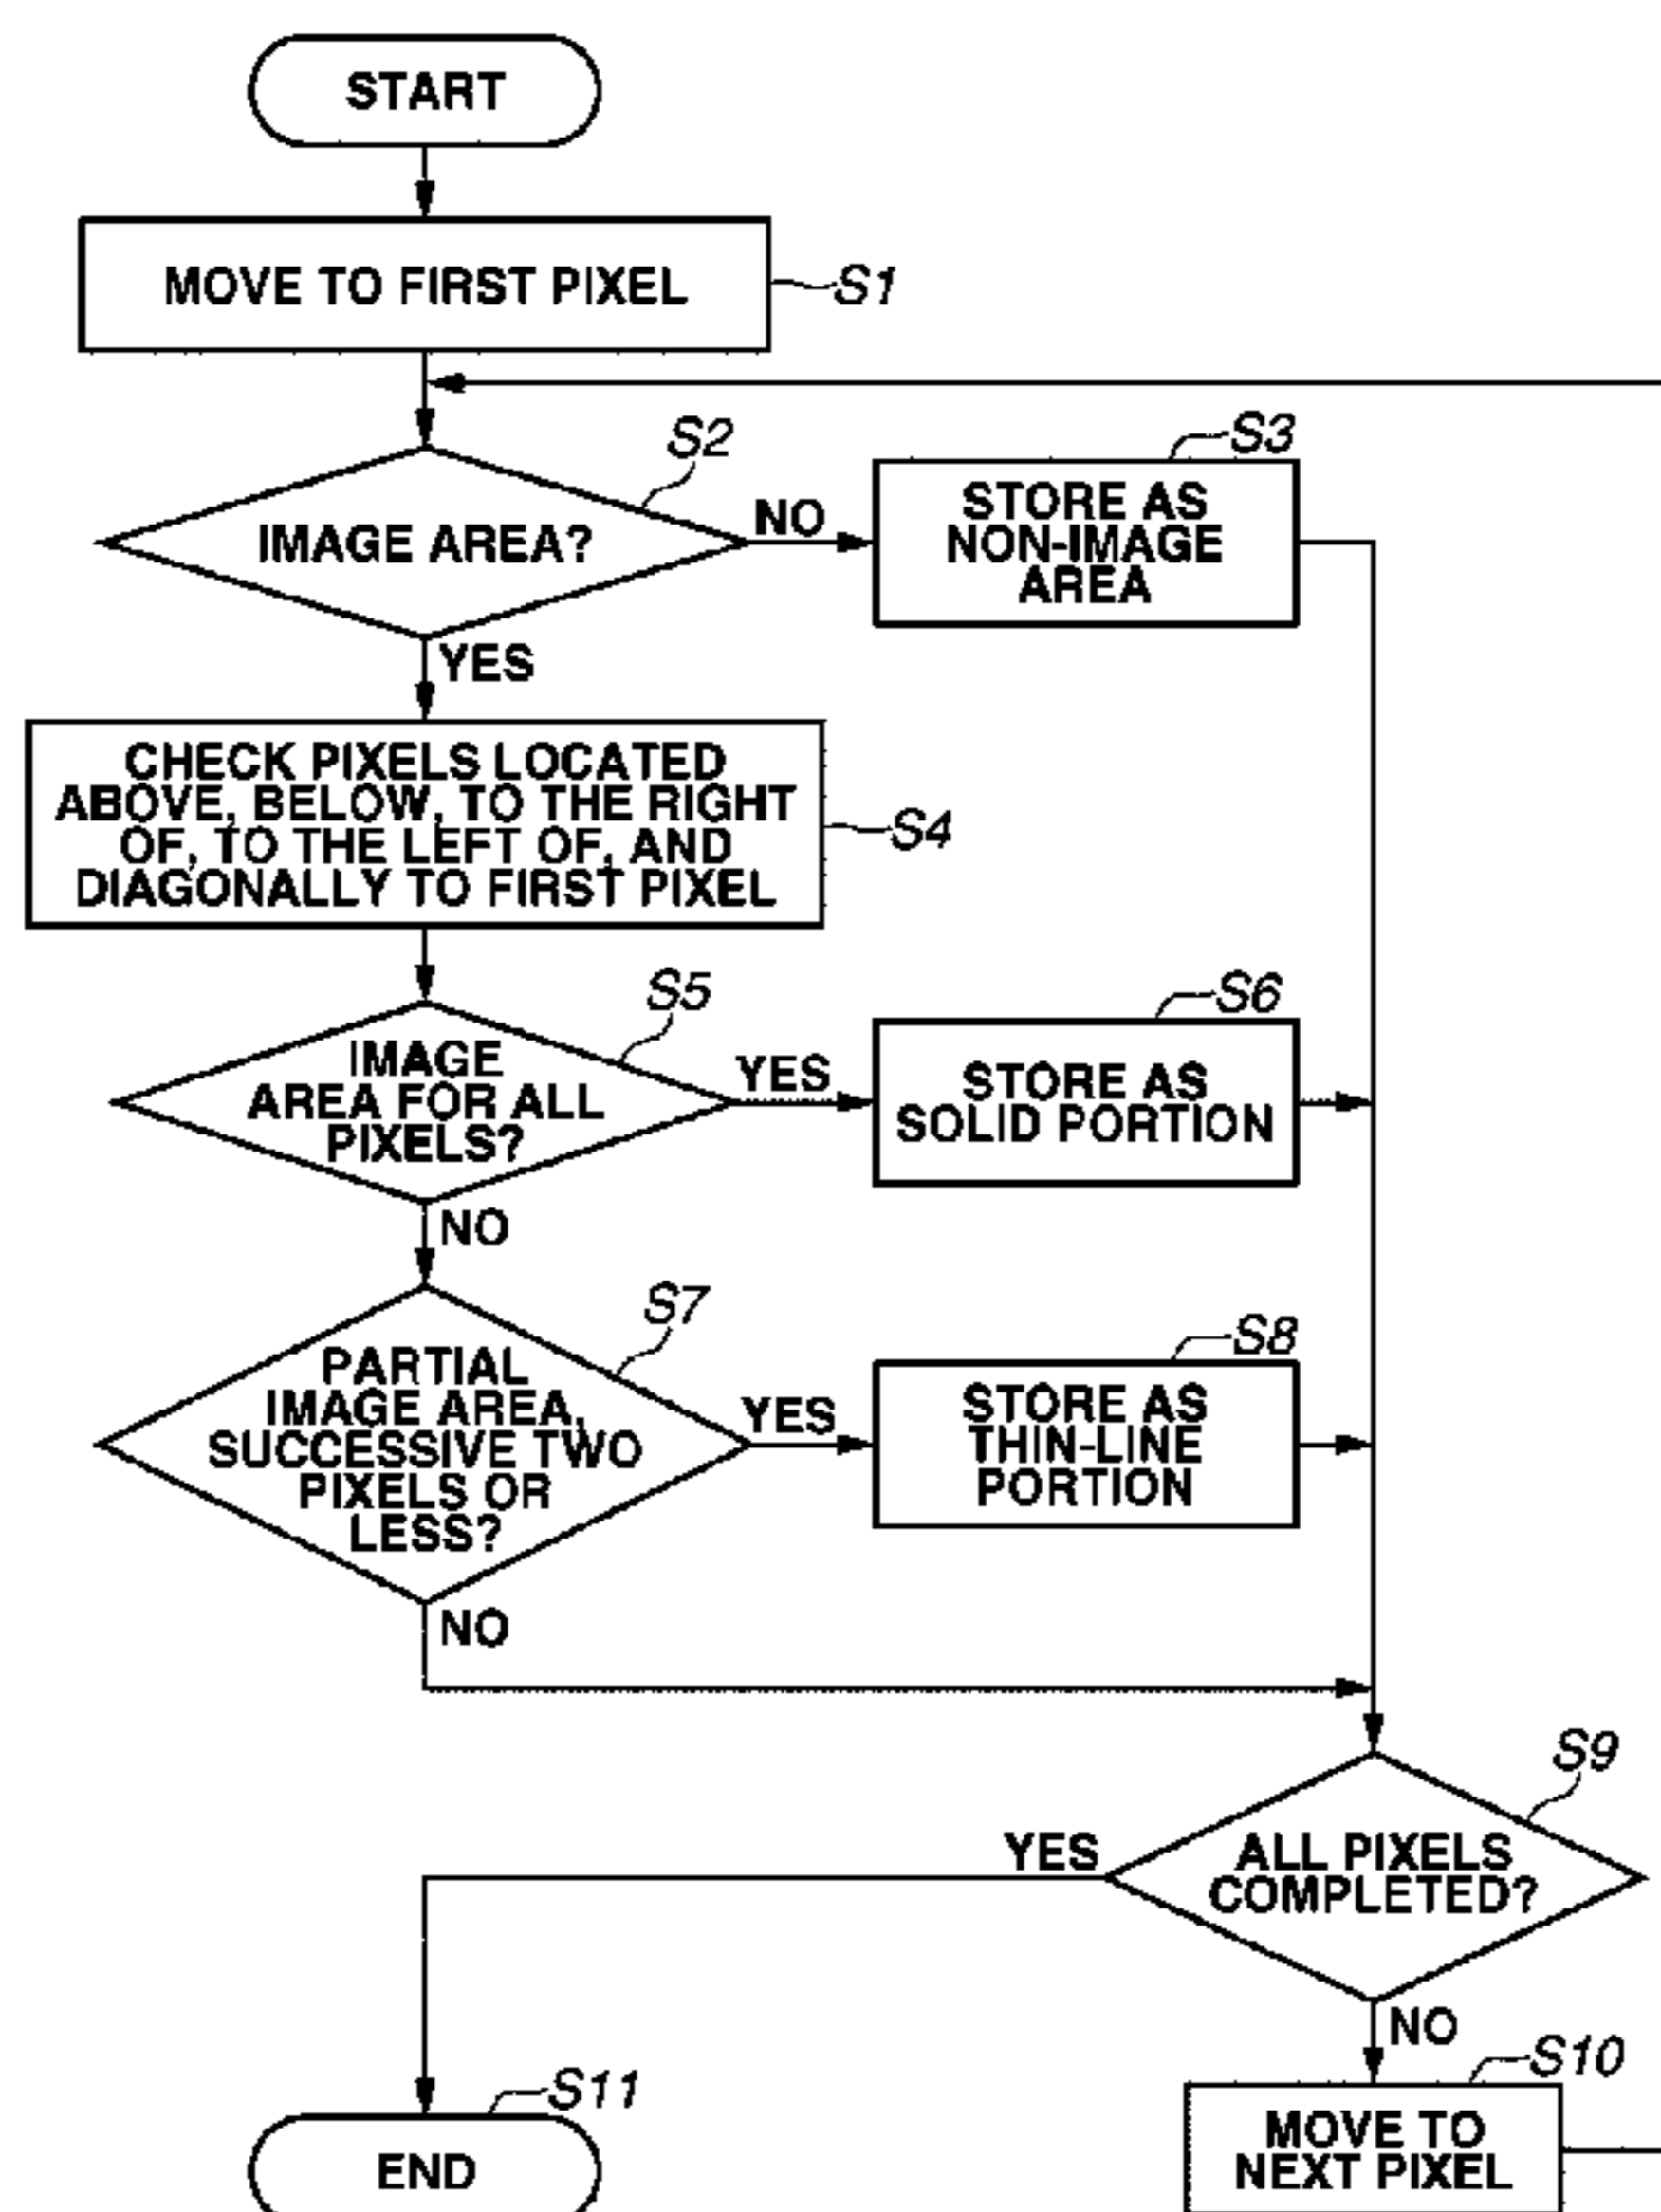 START
MOVE TO FIRST PIXEL
S1
S2
IMAGE AREA?
NO
S3
STORE AS
NON-IMAGE
AREA
YES
CHECK PIXELS LOCATED
ABOVE, BELOW, TO THE RIGHT
OF, TO THE LEFT OF, AND
DIAGONALLY TO FIRST PIXEL
S4
S5
IMAGE
AREA FOR ALL
PIXELS?
YES
S6
STORE AS
SOLID PORTION
NO
S7
PARTIAL
IMAGE AREA,
SUCCESSIVE TWO
PIXELS OR
LESS?
YES
S8
STORE AS
THIN-LINE
PORTION
NO
S9
ALL PIXELS
COMPLETED?
YES
NO
S10
MOVE TO
NEXT PIXEL
S11
END